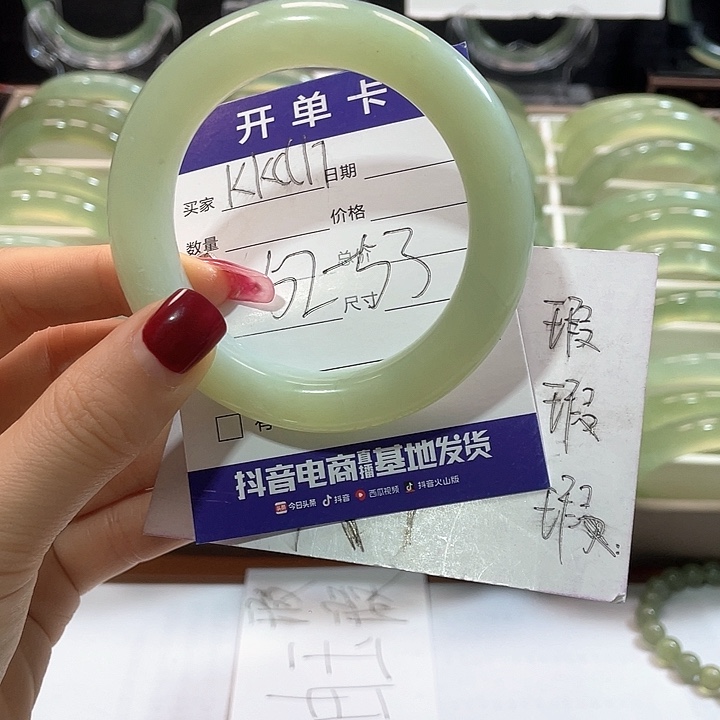 开单卡
买家 KKCC17 日期
数量 价格
52-53 总价
尺寸
抖音电商直播基地发货
今日头条 抖音 西瓜视频 抖音火山版
瑕
瑕
瑕